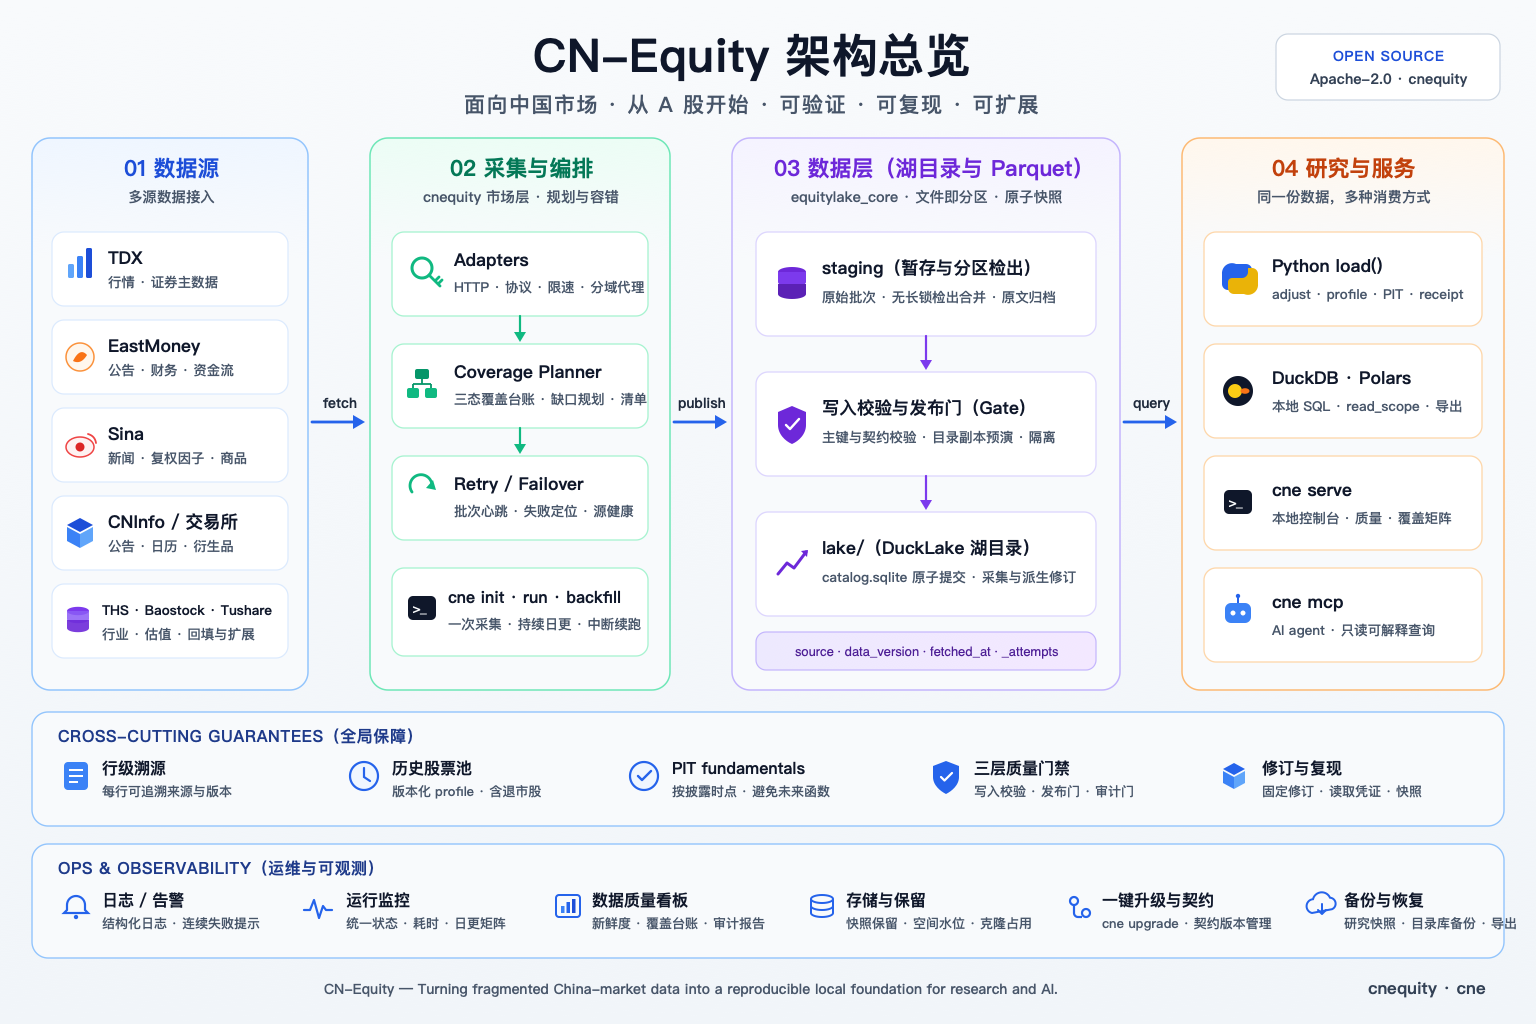 CN-Equity 架构总览
面向中国市场 · 从 A 股开始 · 可验证 · 可复现 · 可扩展
OPEN SOURCE
Apache-2.0 · cnequity
01 数据源
多源数据接入
TDX
行情 · 证券主数据
EastMoney
公告 · 财务 · 资金流
Sina
新闻 · 复权因子 · 商品
CNInfo / 交易所
公告 · 日历 · 衍生品
THS · Baostock · Tushare
行业 · 估值 · 回填与扩展
fetch
02 采集与编排
cnequity 市场层 · 规划与容错
Adapters
HTTP · 协议 · 限速 · 分域代理
Coverage Planner
三态覆盖台账 · 缺口规划 · 清单
Retry / Failover
批次心跳 · 失败定位 · 源健康
>_
cne init · run · backfill
一次采集 · 持续日更 · 中断续跑
publish
03 数据层（湖目录与 Parquet）
equitylake_core · 文件即分区 · 原子快照
staging（暂存与分区检出）
原始批次 · 无长锁检出合并 · 原文归档
写入校验与发布门（Gate）
主键与契约校验 · 目录副本预演 · 隔离
lake/（DuckLake 湖目录）
catalog.sqlite 原子提交 · 采集与派生修订
source · data_version · fetched_at · _attempts
query
04 研究与服务
同一份数据，多种消费方式
Python load()
adjust · profile · PIT · receipt
DuckDB · Polars
本地 SQL · read_scope · 导出
>_
cne serve
本地控制台 · 质量 · 覆盖矩阵
cne mcp
AI agent · 只读可解释查询
CROSS-CUTTING GUARANTEES（全局保障）
行级溯源
每行可追溯来源与版本
历史股票池
版本化 profile · 含退市股
PIT fundamentals
按披露时点 · 避免未来函数
三层质量门禁
写入校验 · 发布门 · 审计门
修订与复现
固定修订 · 读取凭证 · 快照
OPS & OBSERVABILITY（运维与可观测）
日志 / 告警
结构化日志 · 连续失败提示
运行监控
统一状态 · 耗时 · 日更矩阵
数据质量看板
新鲜度 · 覆盖台账 · 审计报告
存储与保留
快照保留 · 空间水位 · 克隆占用
一键升级与契约
cne upgrade · 契约版本管理
备份与恢复
研究快照 · 目录库备份 · 导出
CN-Equity — Turning fragmented China-market data into a reproducible local foundation for research and AI.
cnequity · cne